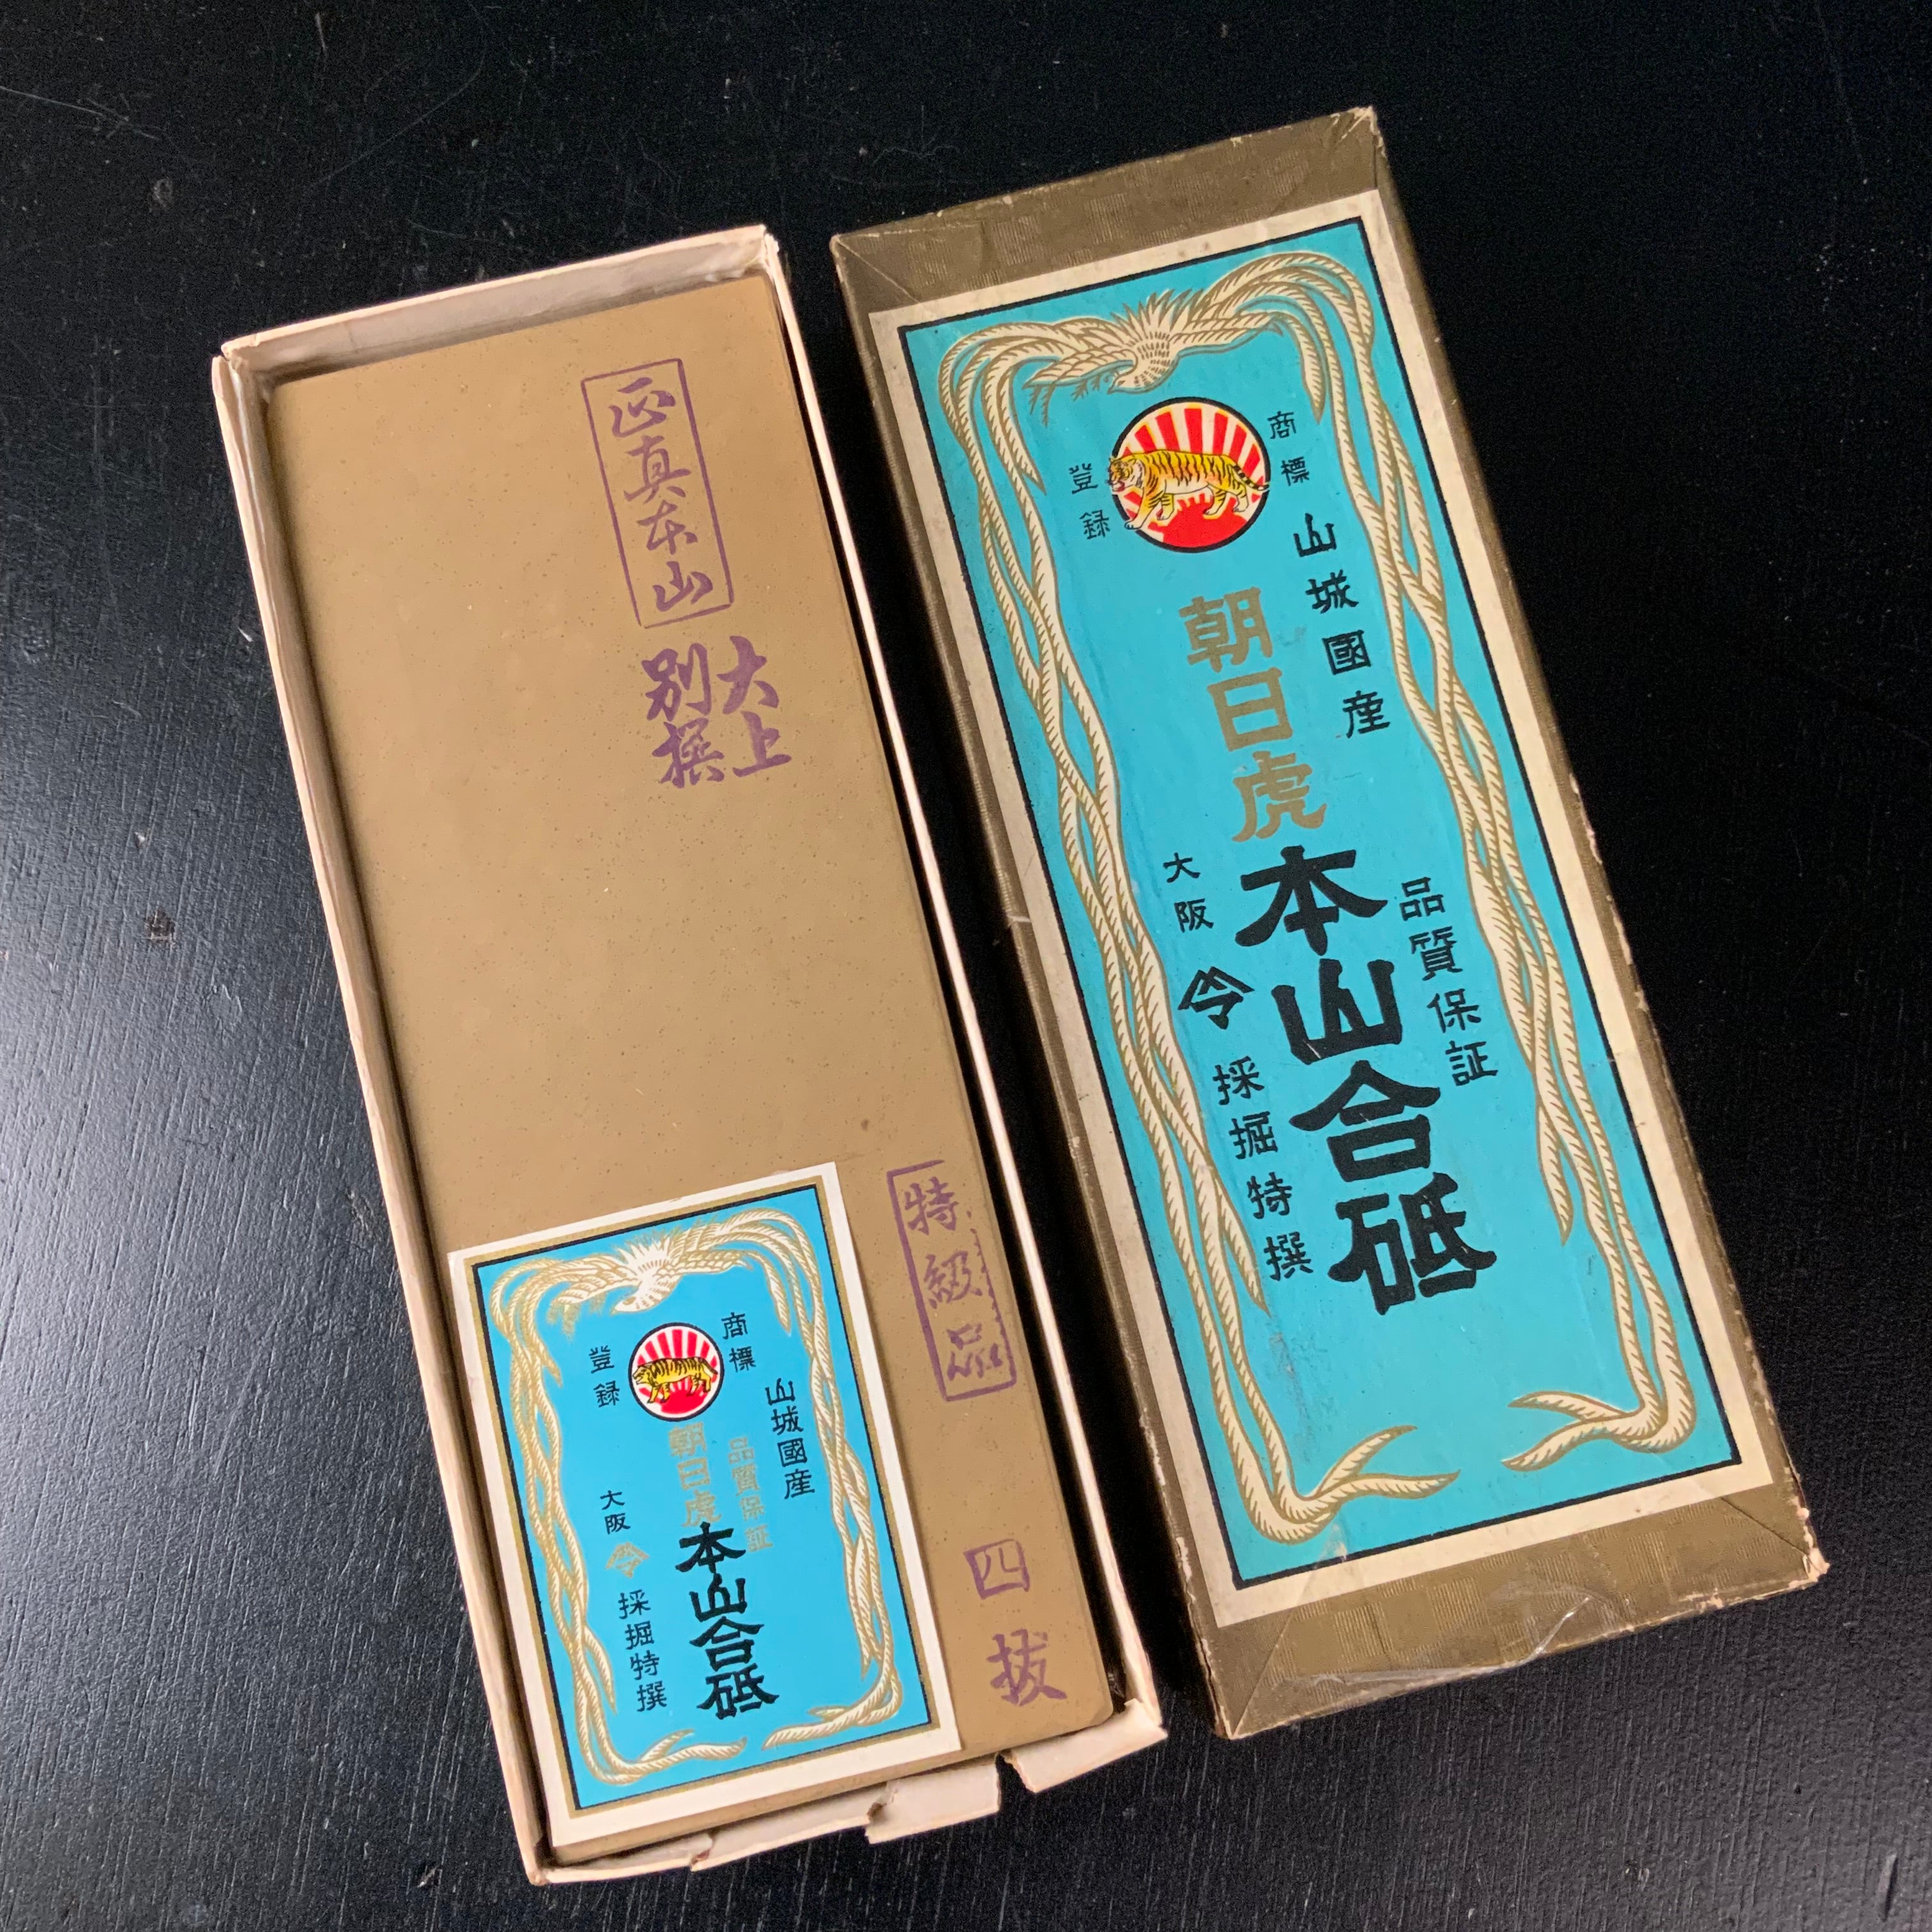 正真本山
大上
別撰
特級品
四抜
商標
登録
山城國産
朝日虎
品質保証
本山合砥
大阪
採掘特撰
商標
登録
山城國産
朝日虎
品質保証
本山合砥
大阪
採掘特撰